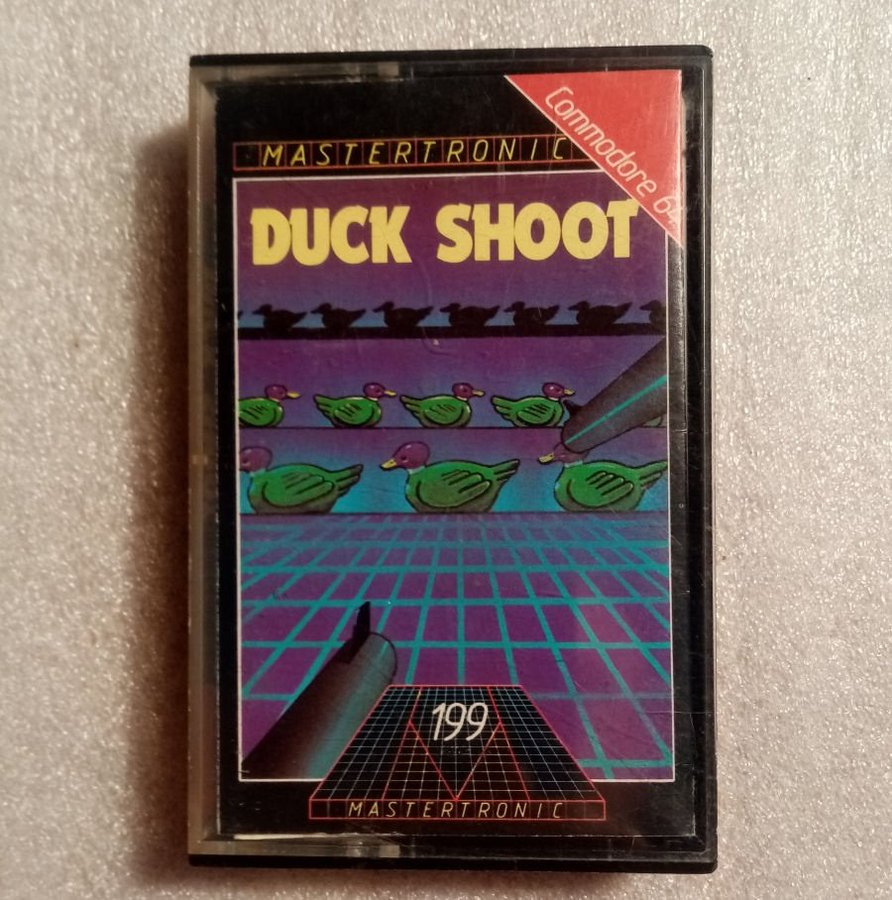 Commodore 64
MASTERTRONIC
DUCK SHOOT
199
MASTERTRONIC